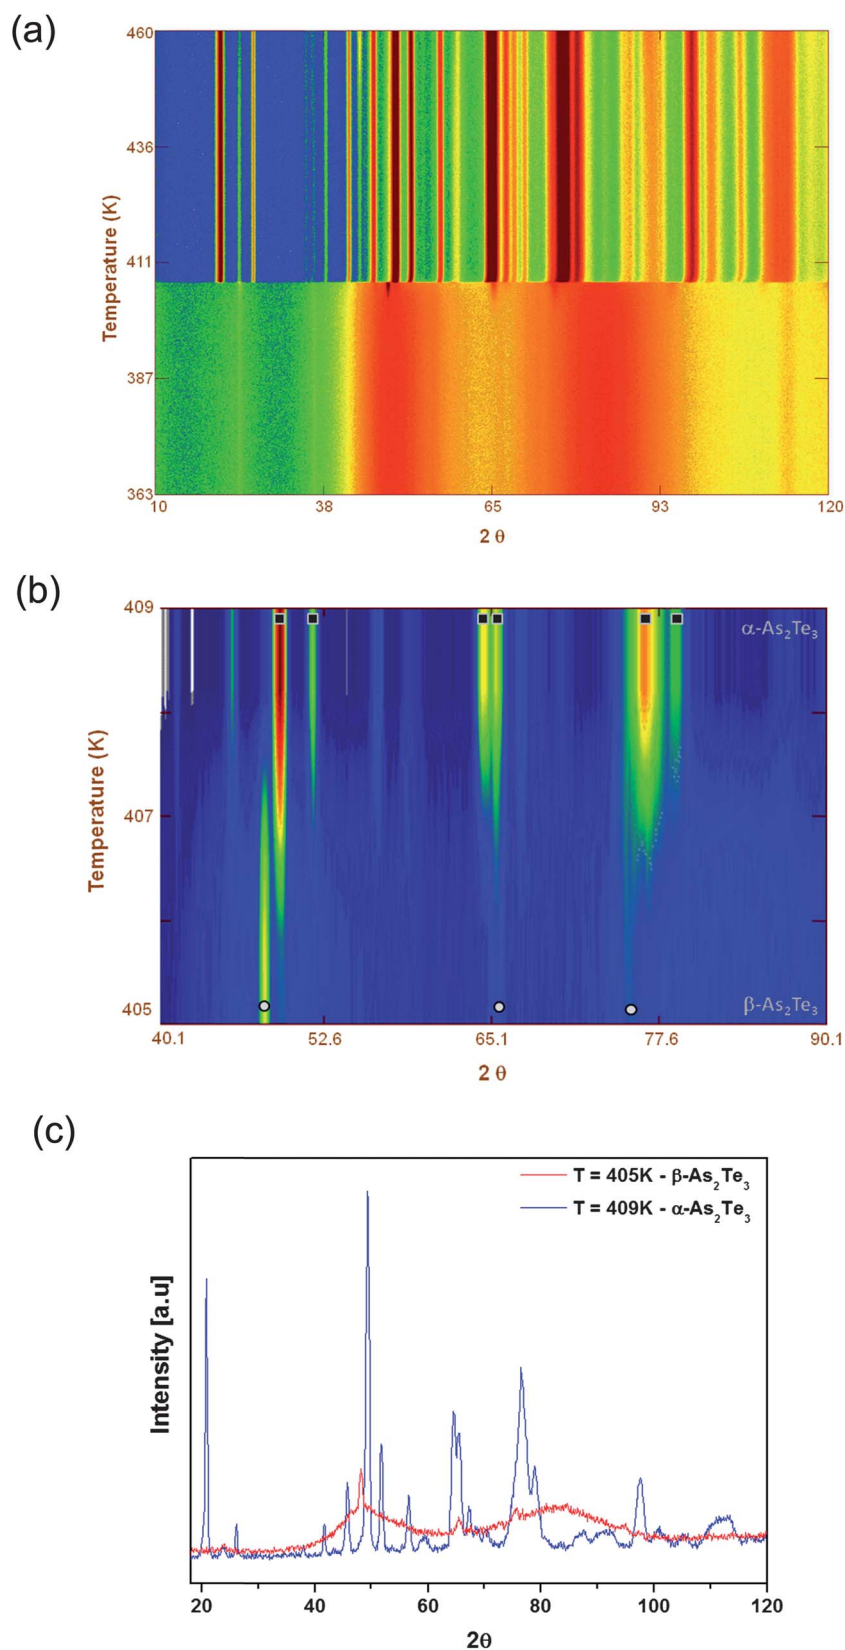 (a)
460
436
411
387
363
Temperature (K)
10 38 65 93 120
2 θ
(b)
409
407
405
Temperature (K)
α-As₂Te₃
β-As₂Te₃
40.1 52.6 65.1 77.6 90.1
2 θ
(c)
T = 405K - β-As₂Te₃
T = 409K - α-As₂Te₃
Intensity [a.u]
20 40 60 80 100 120
2θ